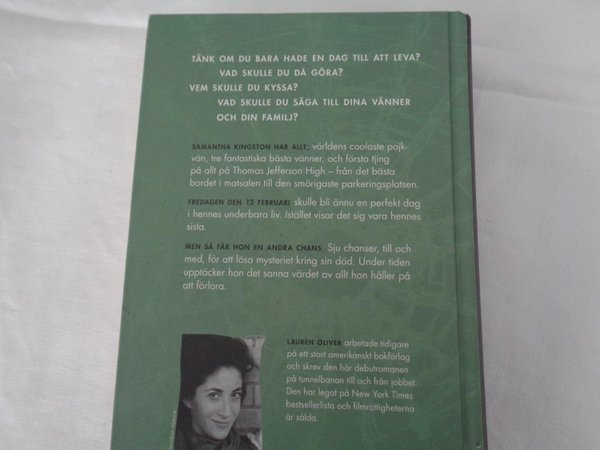 TÄNK OM DU BARA HADE EN DAG TILL ATT LEVA?
VAD SKULLE DU DÅ GÖRA?
VEM SKULLE DU KYSSA?
VAD SKULLE DU SÄGA TILL DINA VÄNNER
OCH DIN FAMILJ?
SAMANTHA KINGSTON HAR ALLT, världens coolaste pojk-
vän, tre fantastiska bästa vänner, och första tjing
på allt på Thomas Jefferson High – från det bästa
bordet i matsalen till den smörigaste parkeringsplatsen.
FREDAGEN DEN 12 FEBRUARI skulle bli ännu en perfekt dag
i hennes underbara liv. Istället visar det sig vara hennes
sista.
MEN SÅ FÅR HON EN ANDRA CHANS. Sju chanser, till och
med, för att lösa mysteriet kring sin död. Under tiden
upptäcker hon det sanna värdet av allt hon håller på
att förlora.
LAUREN OLIVER arbetade tidigare
på ett stort amerikanskt bokförlag
och skrev den här debutromanen
på tunnelbanan till och från jobbet.
Den har legat på New York Times
bestsellerlista och filmrättigheterna
är sålda.